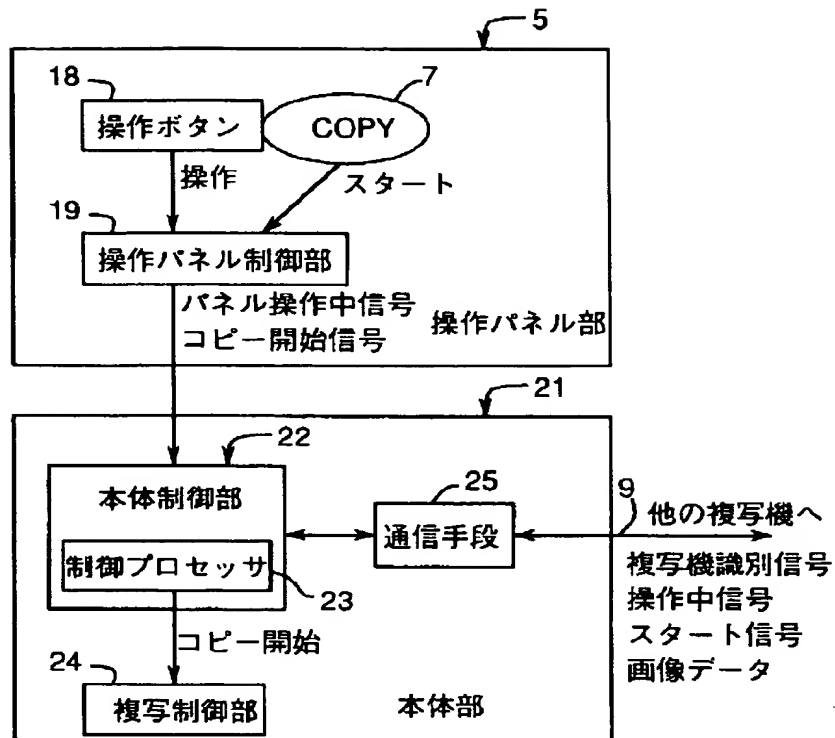 5
18
7
操作ボタン
COPY
操作
スタート
19
操作パネル制御部
パネル操作中信号
コピー開始信号
操作パネル部
21
22
本体制御部
25
9
他の複写機へ
通信手段
制御プロセッサ
23
複写機識別信号
操作中信号
スタート信号
画像データ
コピー開始
24
複写制御部
本体部